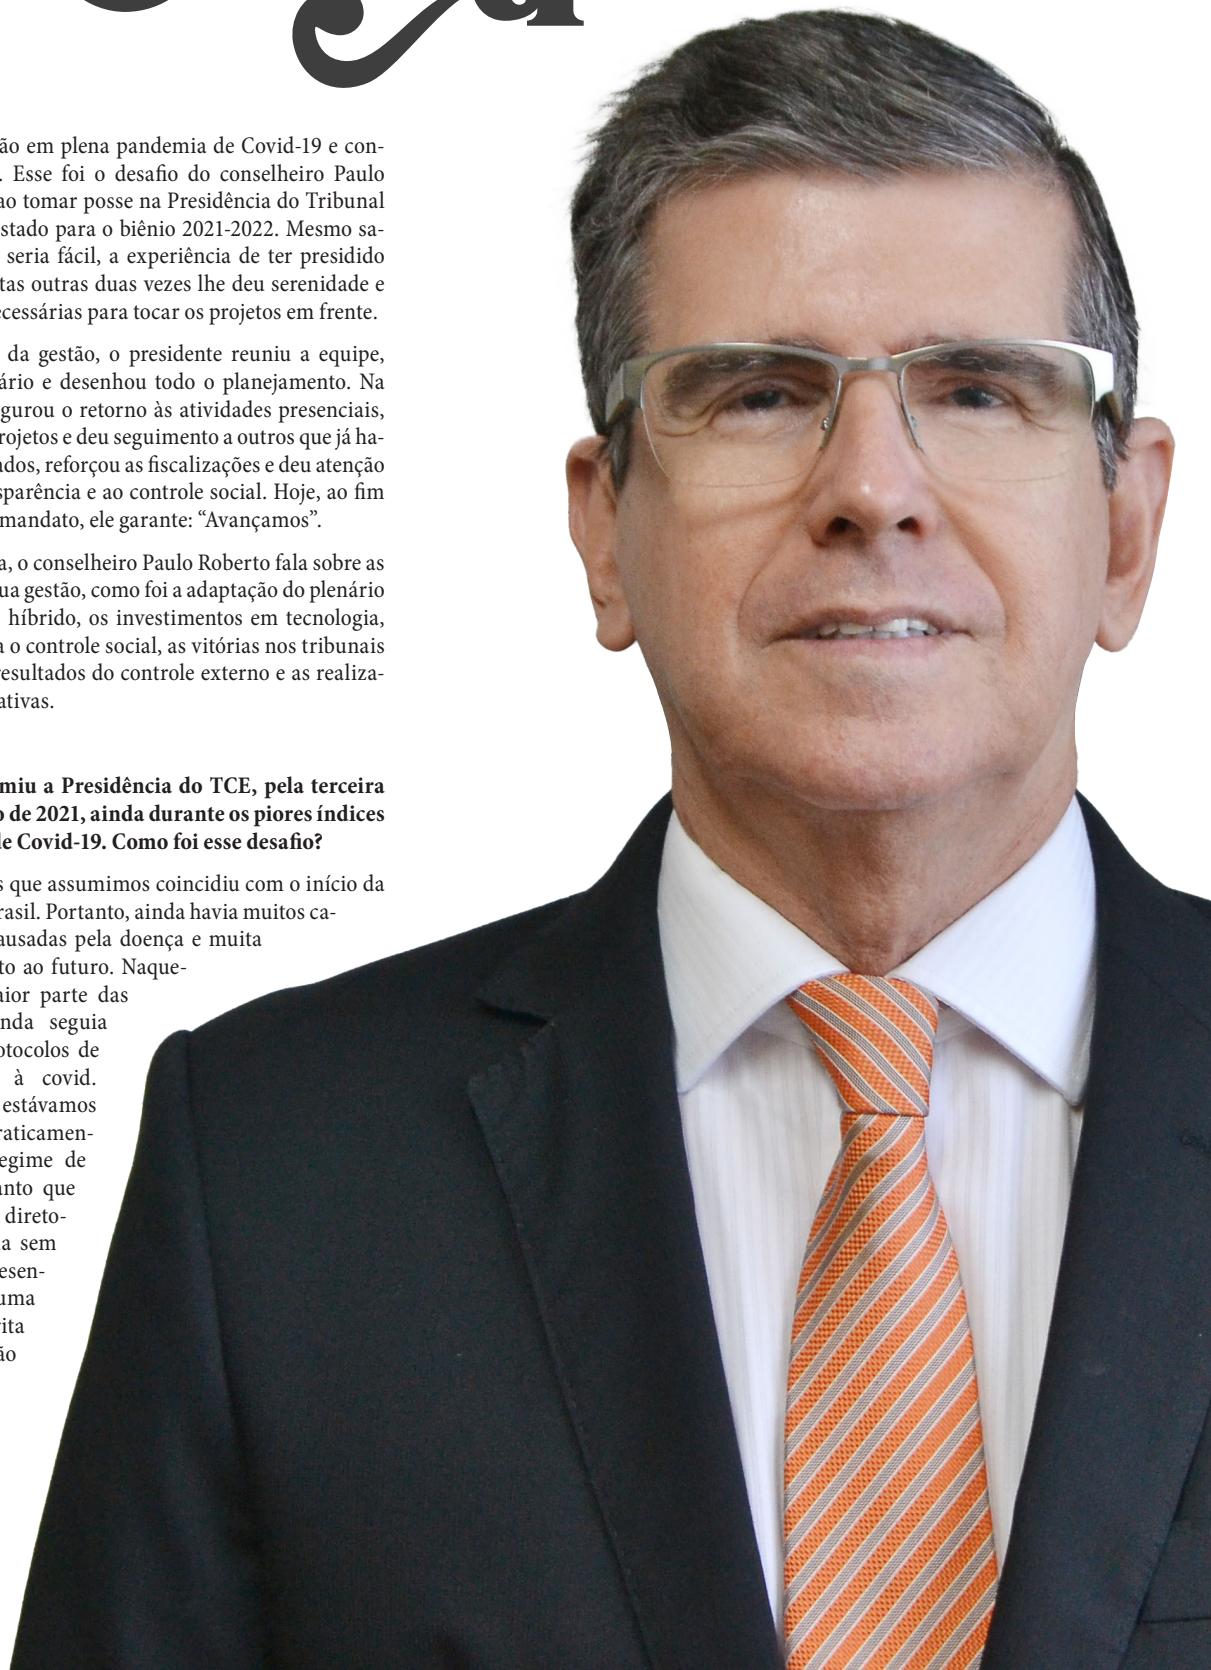 ão em plena pandemia de Covid-19 e con-
. Esse foi o desafio do conselheiro Paulo
ao tomar posse na Presidência do Tribunal
stado para o biênio 2021-2022. Mesmo sa-
seria fácil, a experiência de ter presidido
tas outras duas vezes lhe deu serenidade e
ecessárias para tocar os projetos em frente.
da gestão, o presidente reuniu a equipe,
ário e desenhou todo o planejamento. Na
gurou o retorno às atividades presenciais,
rojetos e deu seguimento a outros que já ha-
ados, reforçou as fiscalizações e deu atenção
sparência e ao controle social. Hoje, ao fim
mandato, ele garante: “Avançamos”.
a, o conselheiro Paulo Roberto fala sobre as
ua gestão, como foi a adaptação do plenário
híbrido, os investimentos em tecnologia,
a o controle social, as vitórias nos tribunais
resultados do controle externo e as realiza-
ativas.
miu a Presidência do TCE, pela terceira
o de 2021, ainda durante os piores índices
de Covid-19. Como foi esse desafio?
s que assumimos coincidiu com o início da
rasil. Portanto, ainda havia muitos ca-
ausadas pela doença e muita
to ao futuro. Naque-
aior parte das
nda seguia
otocolos de
à covid.
estávamos
raticamen-
egime de
anto que
direto-
a sem
esen-
uma
ita
ão